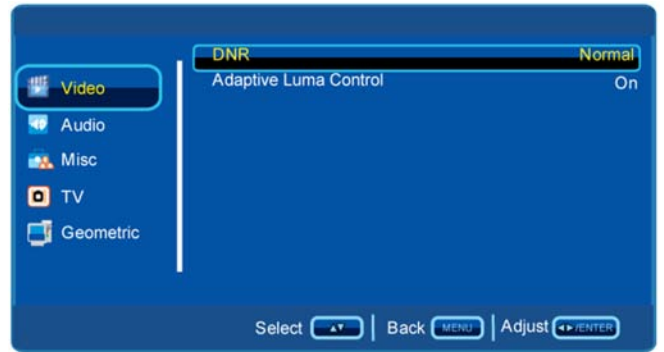 DNR Normal
Adaptive Luma Control On
Video
Audio
Misc
TV
Geometric
Select Back MENU Adjust /ENTER